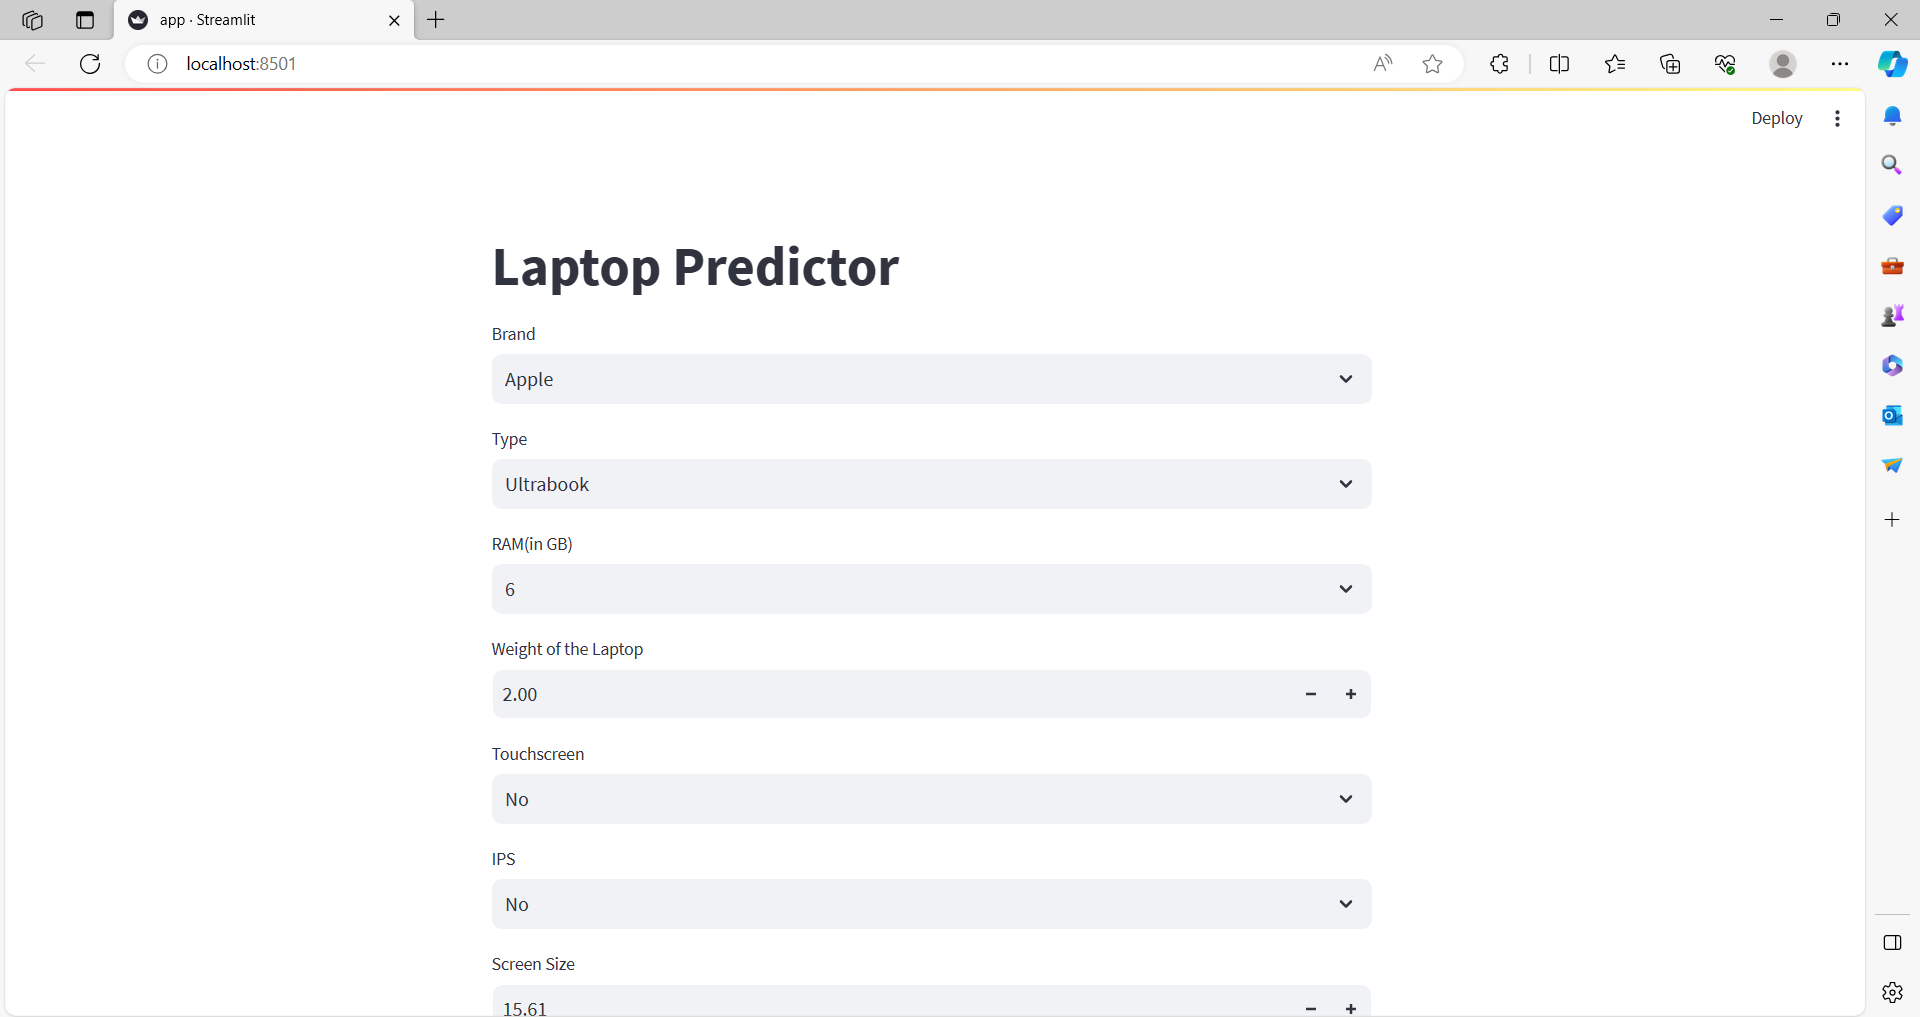 app · Streamlit
localhost:8501
Deploy
Laptop Predictor
Brand
Apple
Type
Ultrabook
RAM(in GB)
6
Weight of the Laptop
2.00
Touchscreen
No
IPS
No
Screen Size
15.61